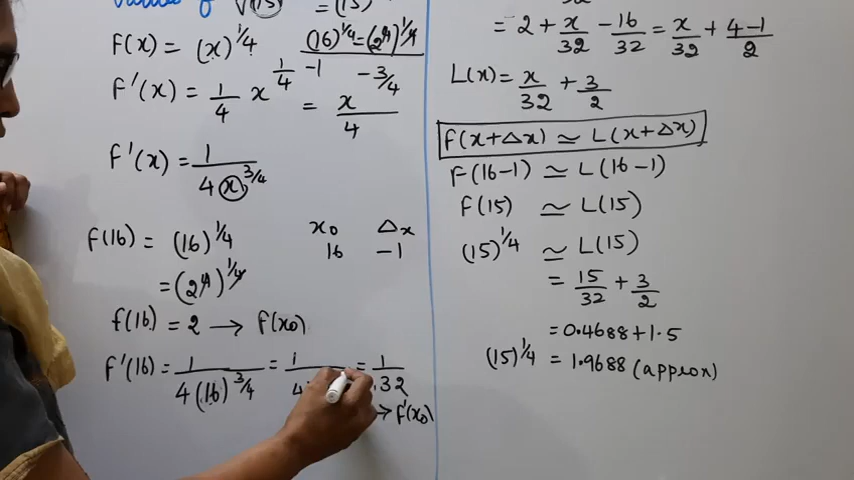 = (15)
F(x) = (x)^1/4   (16)^1/4 = (2^4)^1/4
F'(x) = 1/4 x^(1/4 - 1) = x^(-3/4)/4
F'(x) = 1/(4(x)^3/4)
f(16) = (16)^1/4   x₀   Δx
= (2^4)^1/4   16   -1
f(16) = 2 → F(x₀)
F'(16) = 1/(4(16)^3/4) = 1/4 = 1/32
→ F'(x₀)
= 2 + x/32 - 16/32 = x/32 + (4-1)/2
L(x) = x/32 + 3/2
F(x+Δx) ≃ L(x+Δx)
F(16-1) ≃ L(16-1)
F(15) ≃ L(15)
(15)^1/4 ≃ L(15)
= 15/32 + 3/2
= 0.4688 + 1.5
(15)^1/4 = 1.9688 (approx)